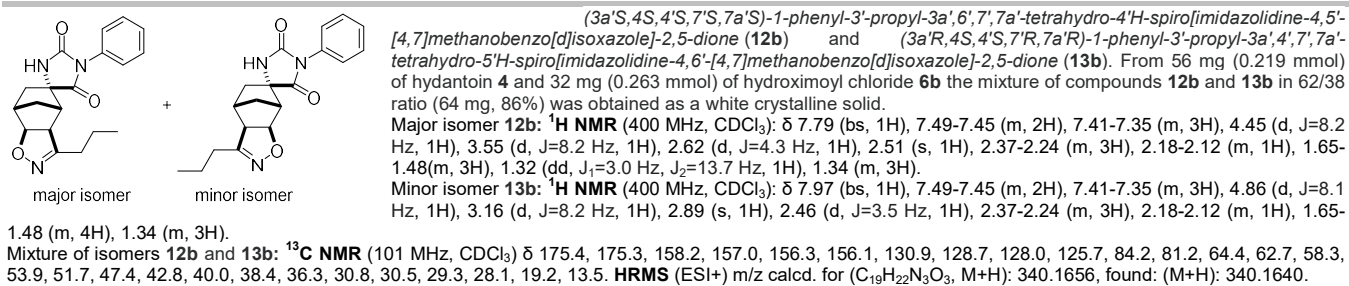 (3a'S,4S,4'S,7'S,7a'S)-1-phenyl-3'-propyl-3a',6',7',7a'-tetrahydro-4'H-spiro[imidazolidine-4,5'-
[4,7]methanobenzo[d]isoxazole]-2,5-dione (12b) and (3a'R,4S,4'S,7'R,7a'R)-1-phenyl-3'-propyl-3a',4',7',7a'-
tetrahydro-5'H-spiro[imidazolidine-4,6'-[4,7]methanobenzo[d]isoxazole]-2,5-dione (13b). From 56 mg (0.219 mmol)
of hydantoin 4 and 32 mg (0.263 mmol) of hydroximoyl chloride 6b the mixture of compounds 12b and 13b in 62/38
ratio (64 mg, 86%) was obtained as a white crystalline solid.
Major isomer 12b: ¹H NMR (400 MHz, CDCl₃): δ 7.79 (bs, 1H), 7.49-7.45 (m, 2H), 7.41-7.35 (m, 3H), 4.45 (d, J=8.2
Hz, 1H), 3.55 (d, J=8.2 Hz, 1H), 2.62 (d, J=4.3 Hz, 1H), 2.51 (s, 1H), 2.37-2.24 (m, 3H), 2.18-2.12 (m, 1H), 1.65-
1.48(m, 3H), 1.32 (dd, J₁=3.0 Hz, J₂=13.7 Hz, 1H), 1.34 (m, 3H).
Minor isomer 13b: ¹H NMR (400 MHz, CDCl₃): δ 7.97 (bs, 1H), 7.49-7.45 (m, 2H), 7.41-7.35 (m, 3H), 4.86 (d, J=8.1
Hz, 1H), 3.16 (d, J=8.2 Hz, 1H), 2.89 (s, 1H), 2.46 (d, J=3.5 Hz, 1H), 2.37-2.24 (m, 3H), 2.18-2.12 (m, 1H), 1.65-
1.48 (m, 4H), 1.34 (m, 3H).
Mixture of isomers 12b and 13b: ¹³C NMR (101 MHz, CDCl₃) δ 175.4, 175.3, 158.2, 157.0, 156.3, 156.1, 130.9, 128.7, 128.0, 125.7, 84.2, 81.2, 64.4, 62.7, 58.3,
53.9, 51.7, 47.4, 42.8, 40.0, 38.4, 36.3, 30.8, 30.5, 29.3, 28.1, 19.2, 13.5. HRMS (ESI+) m/z calcd. for (C₁₉H₂₂N₃O₃, M+H): 340.1656, found: (M+H): 340.1640.
O
HN
N
O
O
N
major isomer
+
O
HN
N
O
O
N
minor isomer